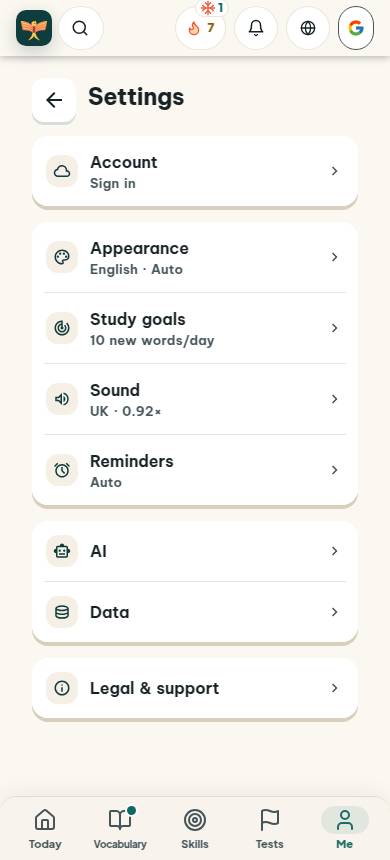 1
7
Settings
Account
Sign in
Appearance
English · Auto
Study goals
10 new words/day
Sound
UK · 0.92×
Reminders
Auto
AI
Data
Legal & support
Today
Vocabulary
Skills
Tests
Me